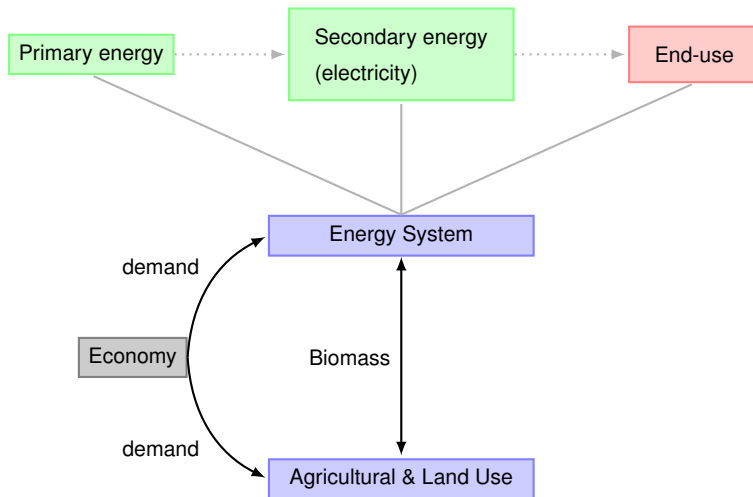 Primary energy
Secondary energy
(electricity)
End-use
Energy System
demand
Economy
Biomass
demand
Agricultural & Land Use